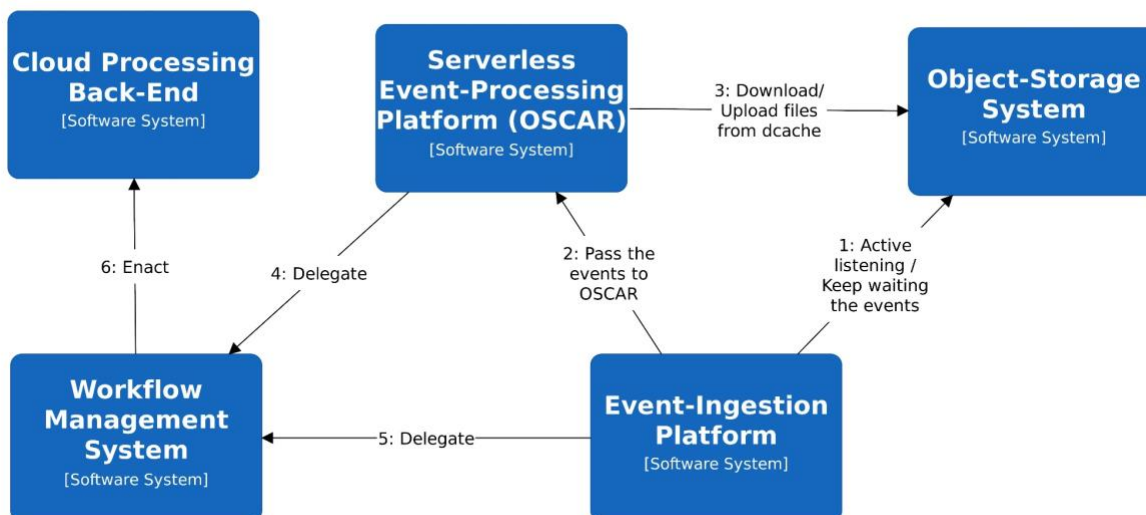 Cloud Processing
Back-End
[Software System]
Serverless
Event-Processing
Platform (OSCAR)
[Software System]
3: Download/
Upload files
from dcache
Object-Storage
System
[Software System]
6: Enact
4: Delegate
2: Pass the
events to
OSCAR
1: Active
listening /
Keep waiting
the events
Workflow
Management
System
[Software System]
5: Delegate
Event-Ingestion
Platform
[Software System]